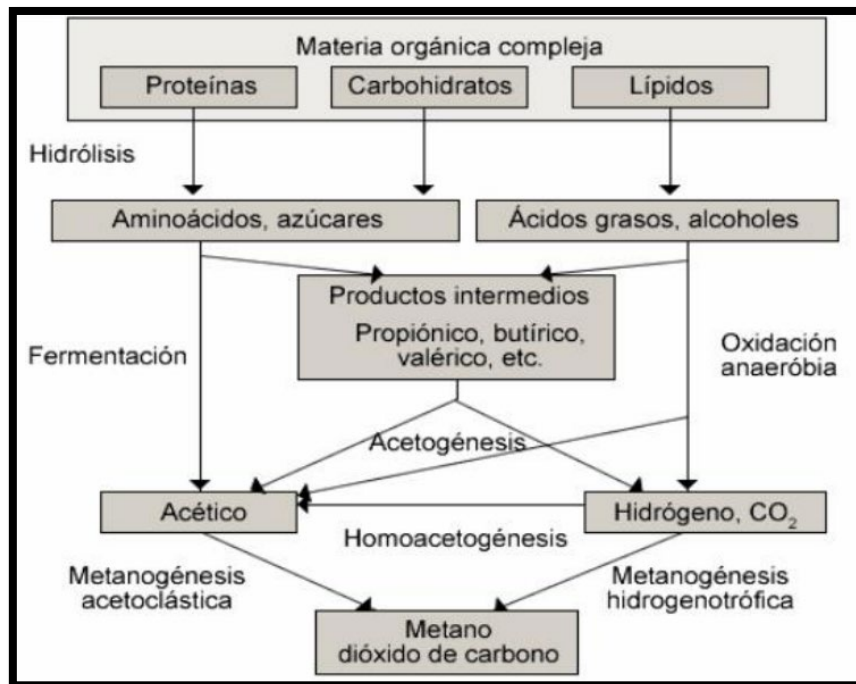 Materia orgánica compleja
Proteínas
Carbohidratos
Lípidos
Hidrólisis
Aminoácidos, azúcares
Ácidos grasos, alcoholes
Productos intermedios
Propiónico, butírico,
valérico, etc.
Fermentación
Oxidación
anaeróbia
Acetogénesis
Acético
Hidrógeno, CO₂
Homoacetogénesis
Metanogénesis
acetoclástica
Metanogénesis
hidrogenotrófica
Metano
dióxido de carbono